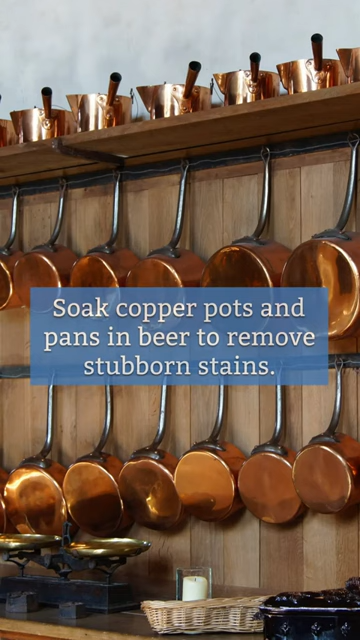 Soak copper pots and
pans in beer to remove
stubborn stains.